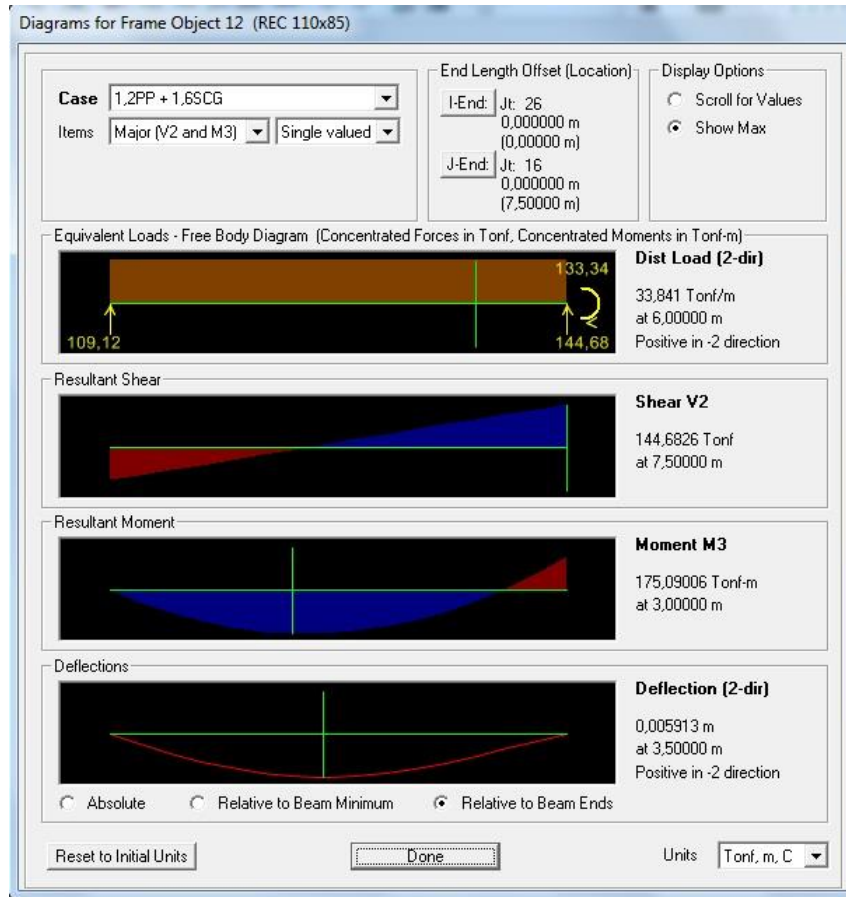 Diagrams for Frame Object 12 (REC 110x85)
Case 1,2PP + 1,6SCG
Items Major (V2 and M3) Single valued
End Length Offset (Location)
I-End: Jt: 26
0,000000 m
(0,00000 m)
J-End: Jt: 16
0,000000 m
(7,50000 m)
Display Options
Scroll for Values
Show Max
Equivalent Loads - Free Body Diagram (Concentrated Forces in Tonf, Concentrated Moments in Tonf-m)
133,34
109,12
144,68
Dist Load (2-dir)
33,841 Tonf/m
at 6,00000 m
Positive in -2 direction
Resultant Shear
Shear V2
144,6826 Tonf
at 7,50000 m
Resultant Moment
Moment M3
175,09006 Tonf-m
at 3,00000 m
Deflections
Deflection (2-dir)
0,005913 m
at 3,50000 m
Positive in -2 direction
Absolute Relative to Beam Minimum Relative to Beam Ends
Reset to Initial Units Done Units Tonf, m, C